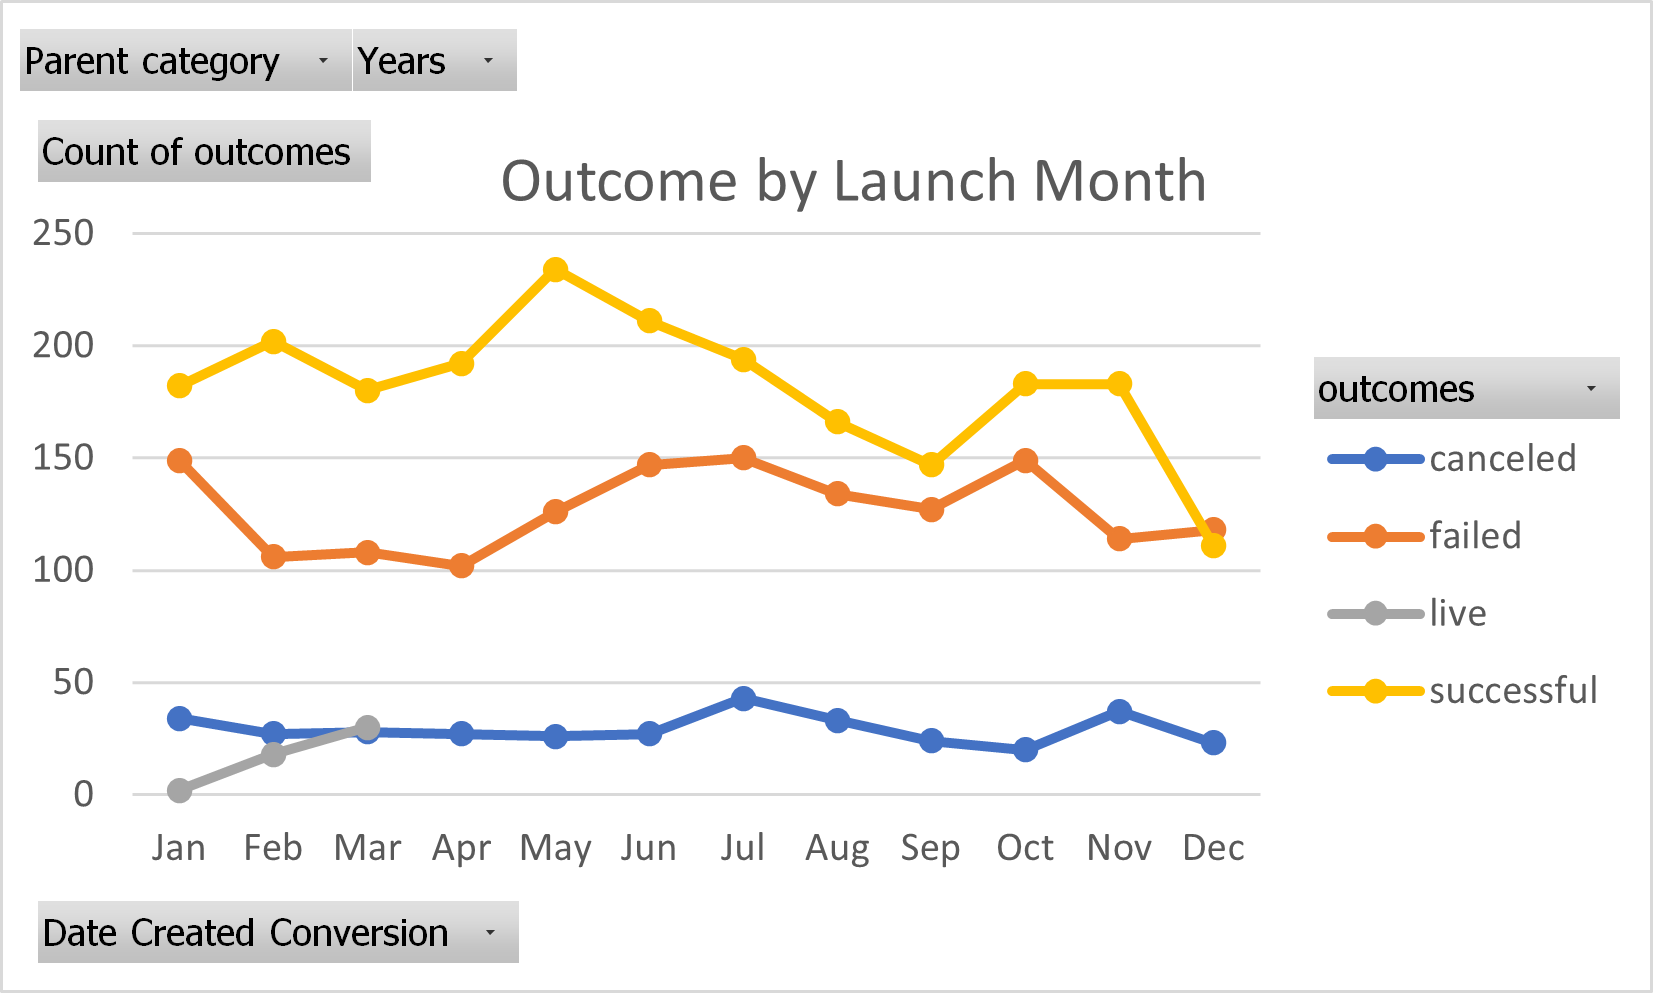 Parent category Years
Count of outcomes
Outcome by Launch Month
250
200
150
100
50
0
Jan Feb Mar Apr May Jun Jul Aug Sep Oct Nov Dec
outcomes
canceled
failed
live
successful
Date Created Conversion